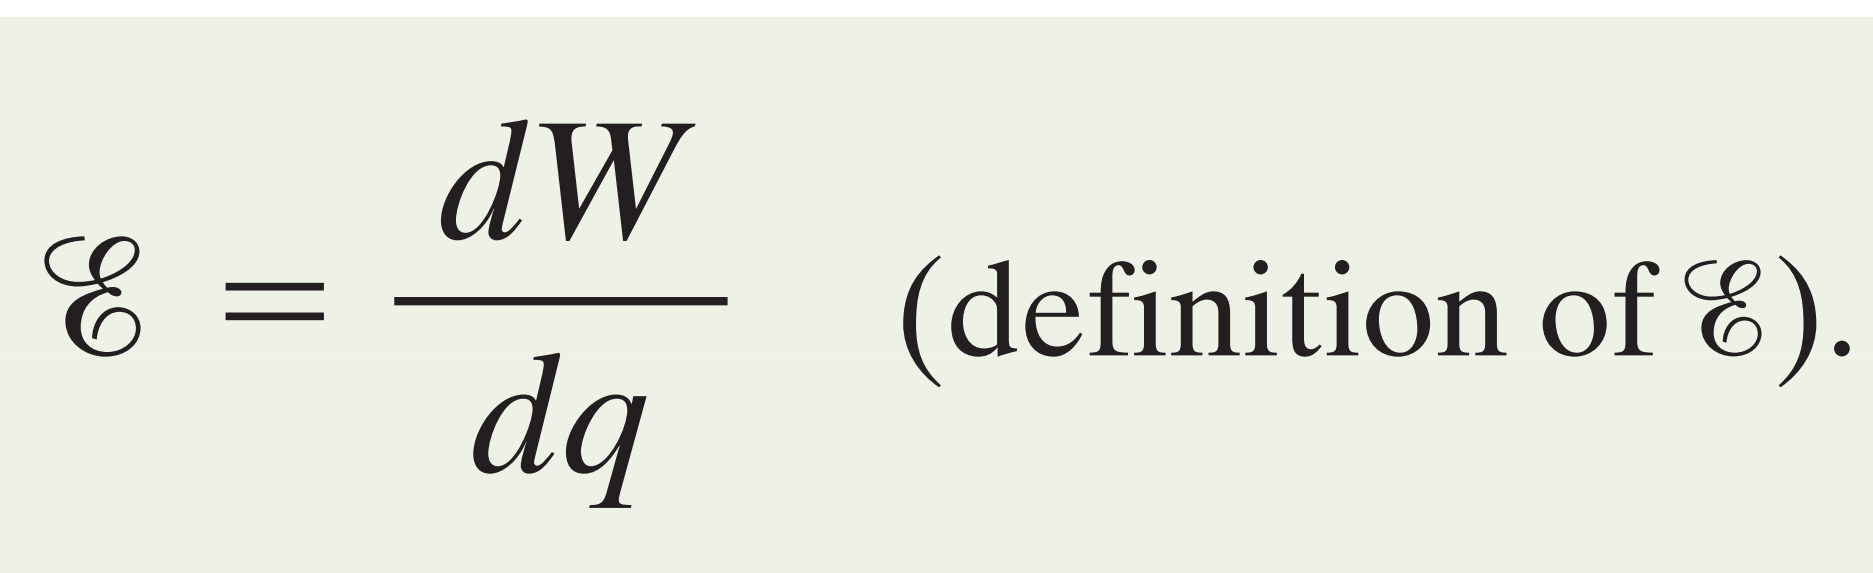 ℰ = dW/dq (definition of ℰ).